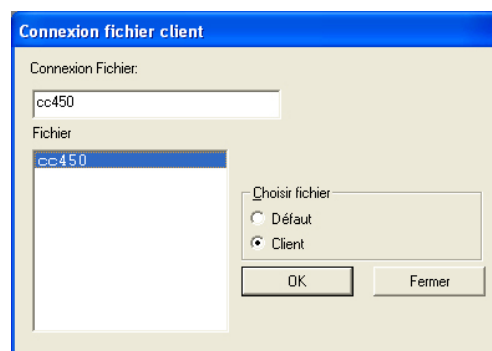 Connexion fichier client
Connexion Fichier:
cc450
Fichier
cc450
Choisir fichier
Défaut
Client
OK
Fermer